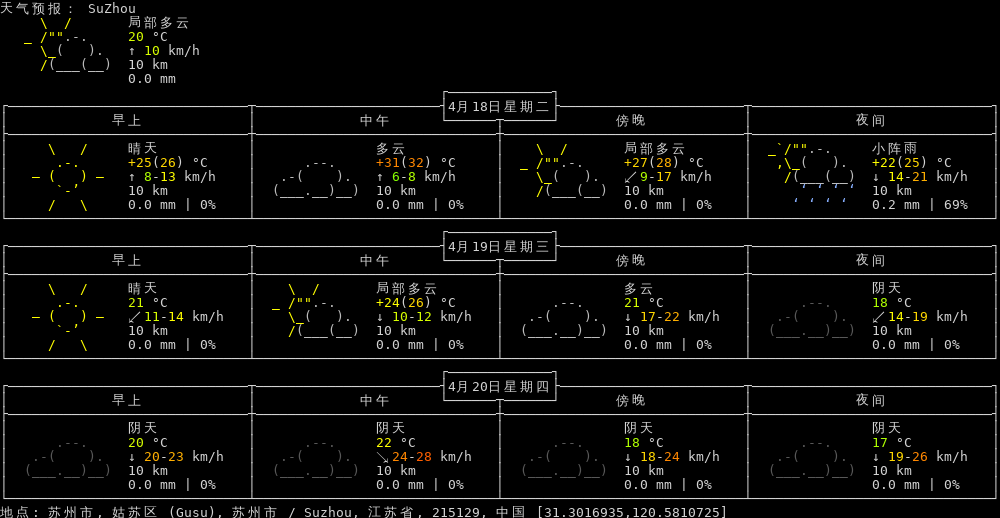 天气预报： SuZhou
局部多云
20 °C
↑ 10 km/h
10 km
0.0 mm
4月18日星期二
早上 中午 傍晚 夜间
晴天 多云 局部多云 小阵雨
+25(26) °C +31(32) °C +27(28) °C +22(25) °C
↑ 8-13 km/h ↑ 6-8 km/h ↙ 9-17 km/h ↓ 14-21 km/h
10 km 10 km 10 km 10 km
0.0 mm | 0% 0.0 mm | 0% 0.0 mm | 0% 0.2 mm | 69%
4月19日星期三
早上 中午 傍晚 夜间
晴天 局部多云 多云 阴天
21 °C +24(26) °C 21 °C 18 °C
↙ 11-14 km/h ↓ 10-12 km/h ↓ 17-22 km/h ↙ 14-19 km/h
10 km 10 km 10 km 10 km
0.0 mm | 0% 0.0 mm | 0% 0.0 mm | 0% 0.0 mm | 0%
4月20日星期四
早上 中午 傍晚 夜间
阴天 阴天 阴天 阴天
20 °C 22 °C 18 °C 17 °C
↓ 20-23 km/h ↘ 24-28 km/h ↓ 18-24 km/h ↓ 19-26 km/h
10 km 10 km 10 km 10 km
0.0 mm | 0% 0.0 mm | 0% 0.0 mm | 0% 0.0 mm | 0%
地点: 苏州市, 姑苏区 (Gusu), 苏州市 / Suzhou, 江苏省, 215129, 中国 [31.3016935,120.5810725]